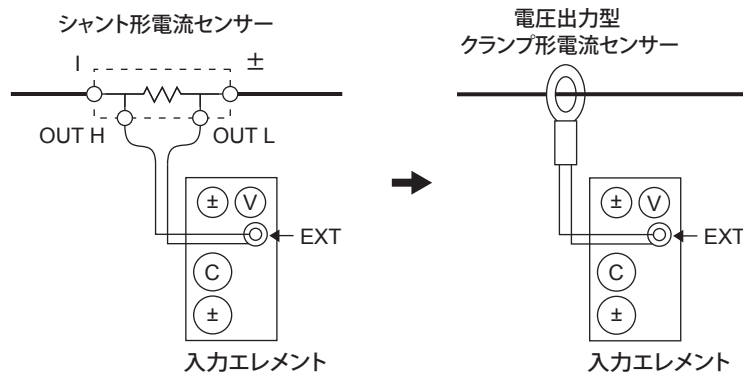 シャント形電流センサー
I
±
OUT H
OUT L
± V
EXT
C
±
入力エレメント
電圧出力型
クランプ形電流センサー
± V
EXT
C
±
入力エレメント